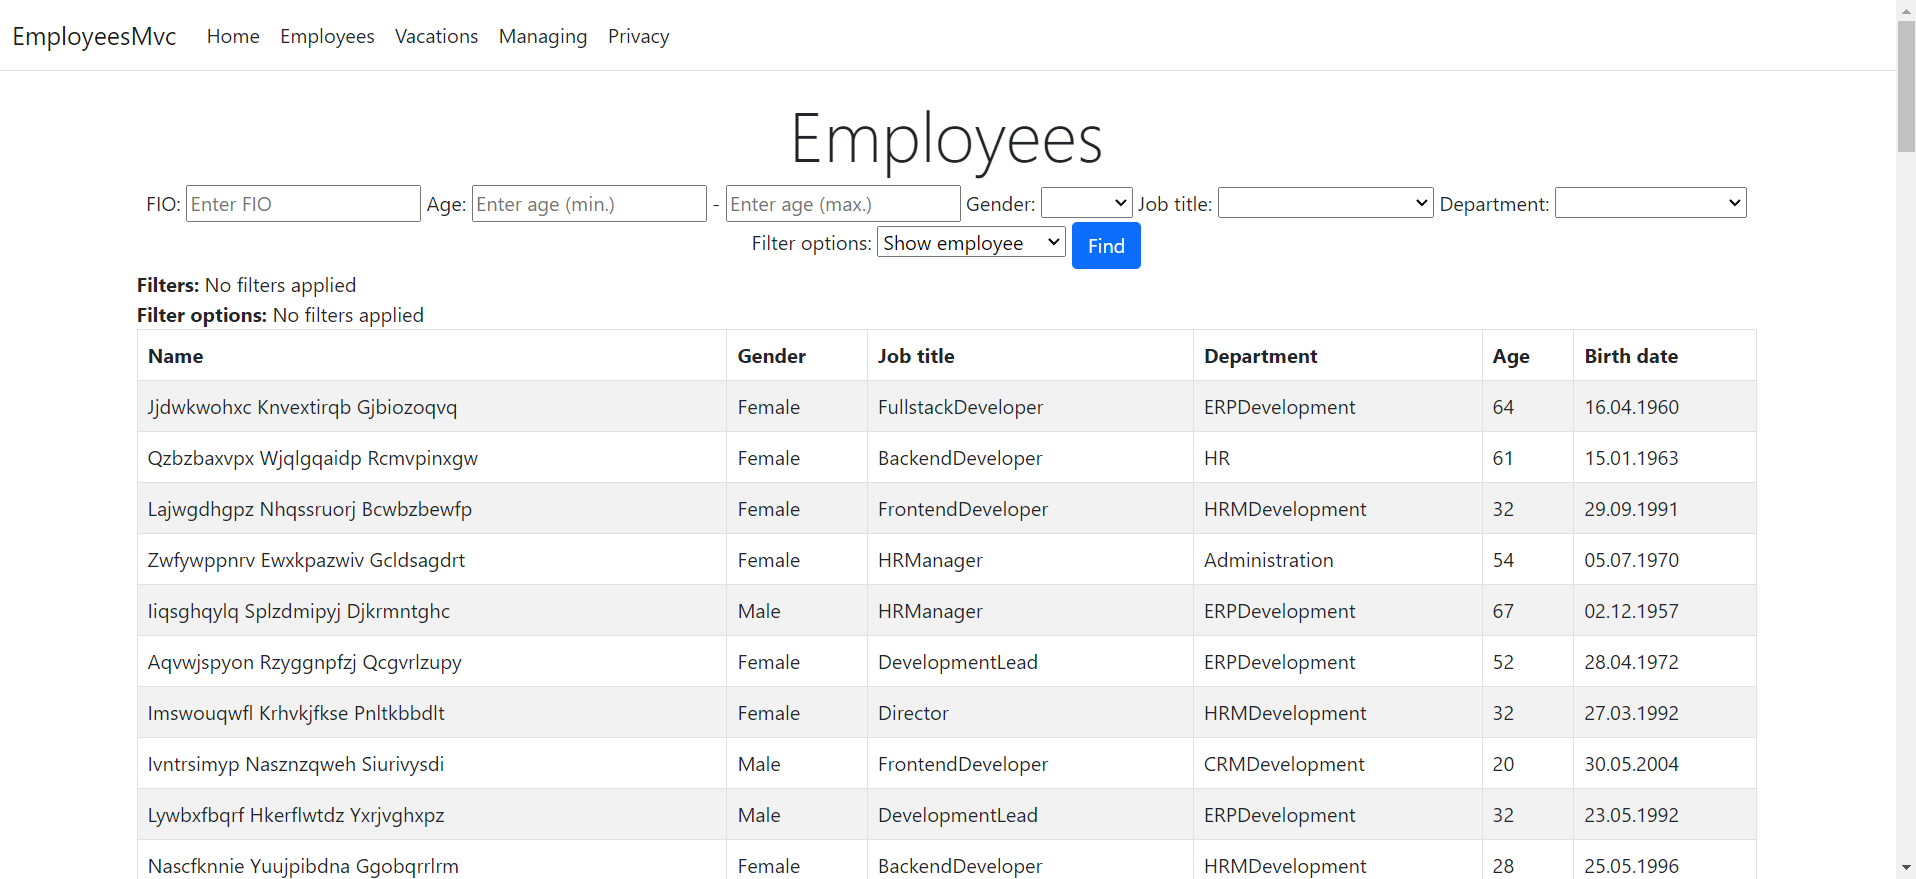 EmployeesMvc Home Employees Vacations Managing Privacy
Employees
FIO: Enter FIO Age: Enter age (min.) - Enter age (max.) Gender: Job title: Department:
Filter options: Show employee Find
Filters: No filters applied
Filter options: No filters applied
Name Gender Job title Department Age Birth date
Jjdwkwohxc Knvextirqb Gjbiozoqvq Female FullstackDeveloper ERPDevelopment 64 16.04.1960
Qzbzbaxvpx Wjqlgqaidp Rcmvpinxgw Female BackendDeveloper HR 61 15.01.1963
Lajwgdhgpz Nhqssruorj Bcwbzbewfp Female FrontendDeveloper HRMDevelopment 32 29.09.1991
Zwfywppnrv Ewxkpazwiv Gcldsagdrt Female HRManager Administration 54 05.07.1970
Iiqsghqylq Splzdmipyj Djkrmntghc Male HRManager ERPDevelopment 67 02.12.1957
Aqvwjspyon Rzyggnpfzj Qcgvrlzupy Female DevelopmentLead ERPDevelopment 52 28.04.1972
Imswouqwfl Krhvkjfkse Pnltkbbdlt Female Director HRMDevelopment 32 27.03.1992
Ivntrsimyp Nasznzqweh Siurivysdi Male FrontendDeveloper CRMDevelopment 20 30.05.2004
Lywbxfbqrf Hkerflwtdz Yxrjvghxpz Male DevelopmentLead ERPDevelopment 32 23.05.1992
Nascfknnie Yuujpibdna Ggobqrrlrm Female BackendDeveloper HRMDevelopment 28 25.05.1996